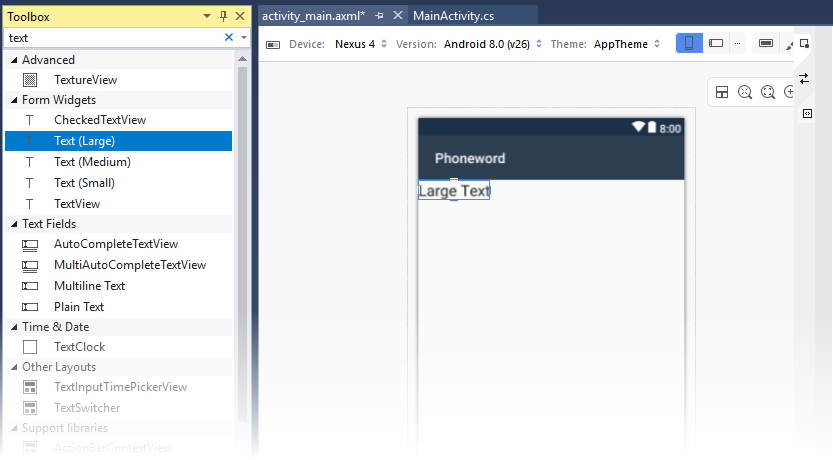 Toolbox
text
Advanced
TextureView
Form Widgets
CheckedTextView
Text (Large)
Text (Medium)
Text (Small)
TextView
Text Fields
AutoCompleteTextView
MultiAutoCompleteTextView
Multiline Text
Plain Text
Time & Date
TextClock
Other Layouts
TextInputTimePickerView
TextSwitcher
Support libraries
ActionBarContextView
activity_main.axml*
MainActivity.cs
Device: Nexus 4 Version: Android 8.0 (v26) Theme: AppTheme
8:00
Phoneword
Large Text